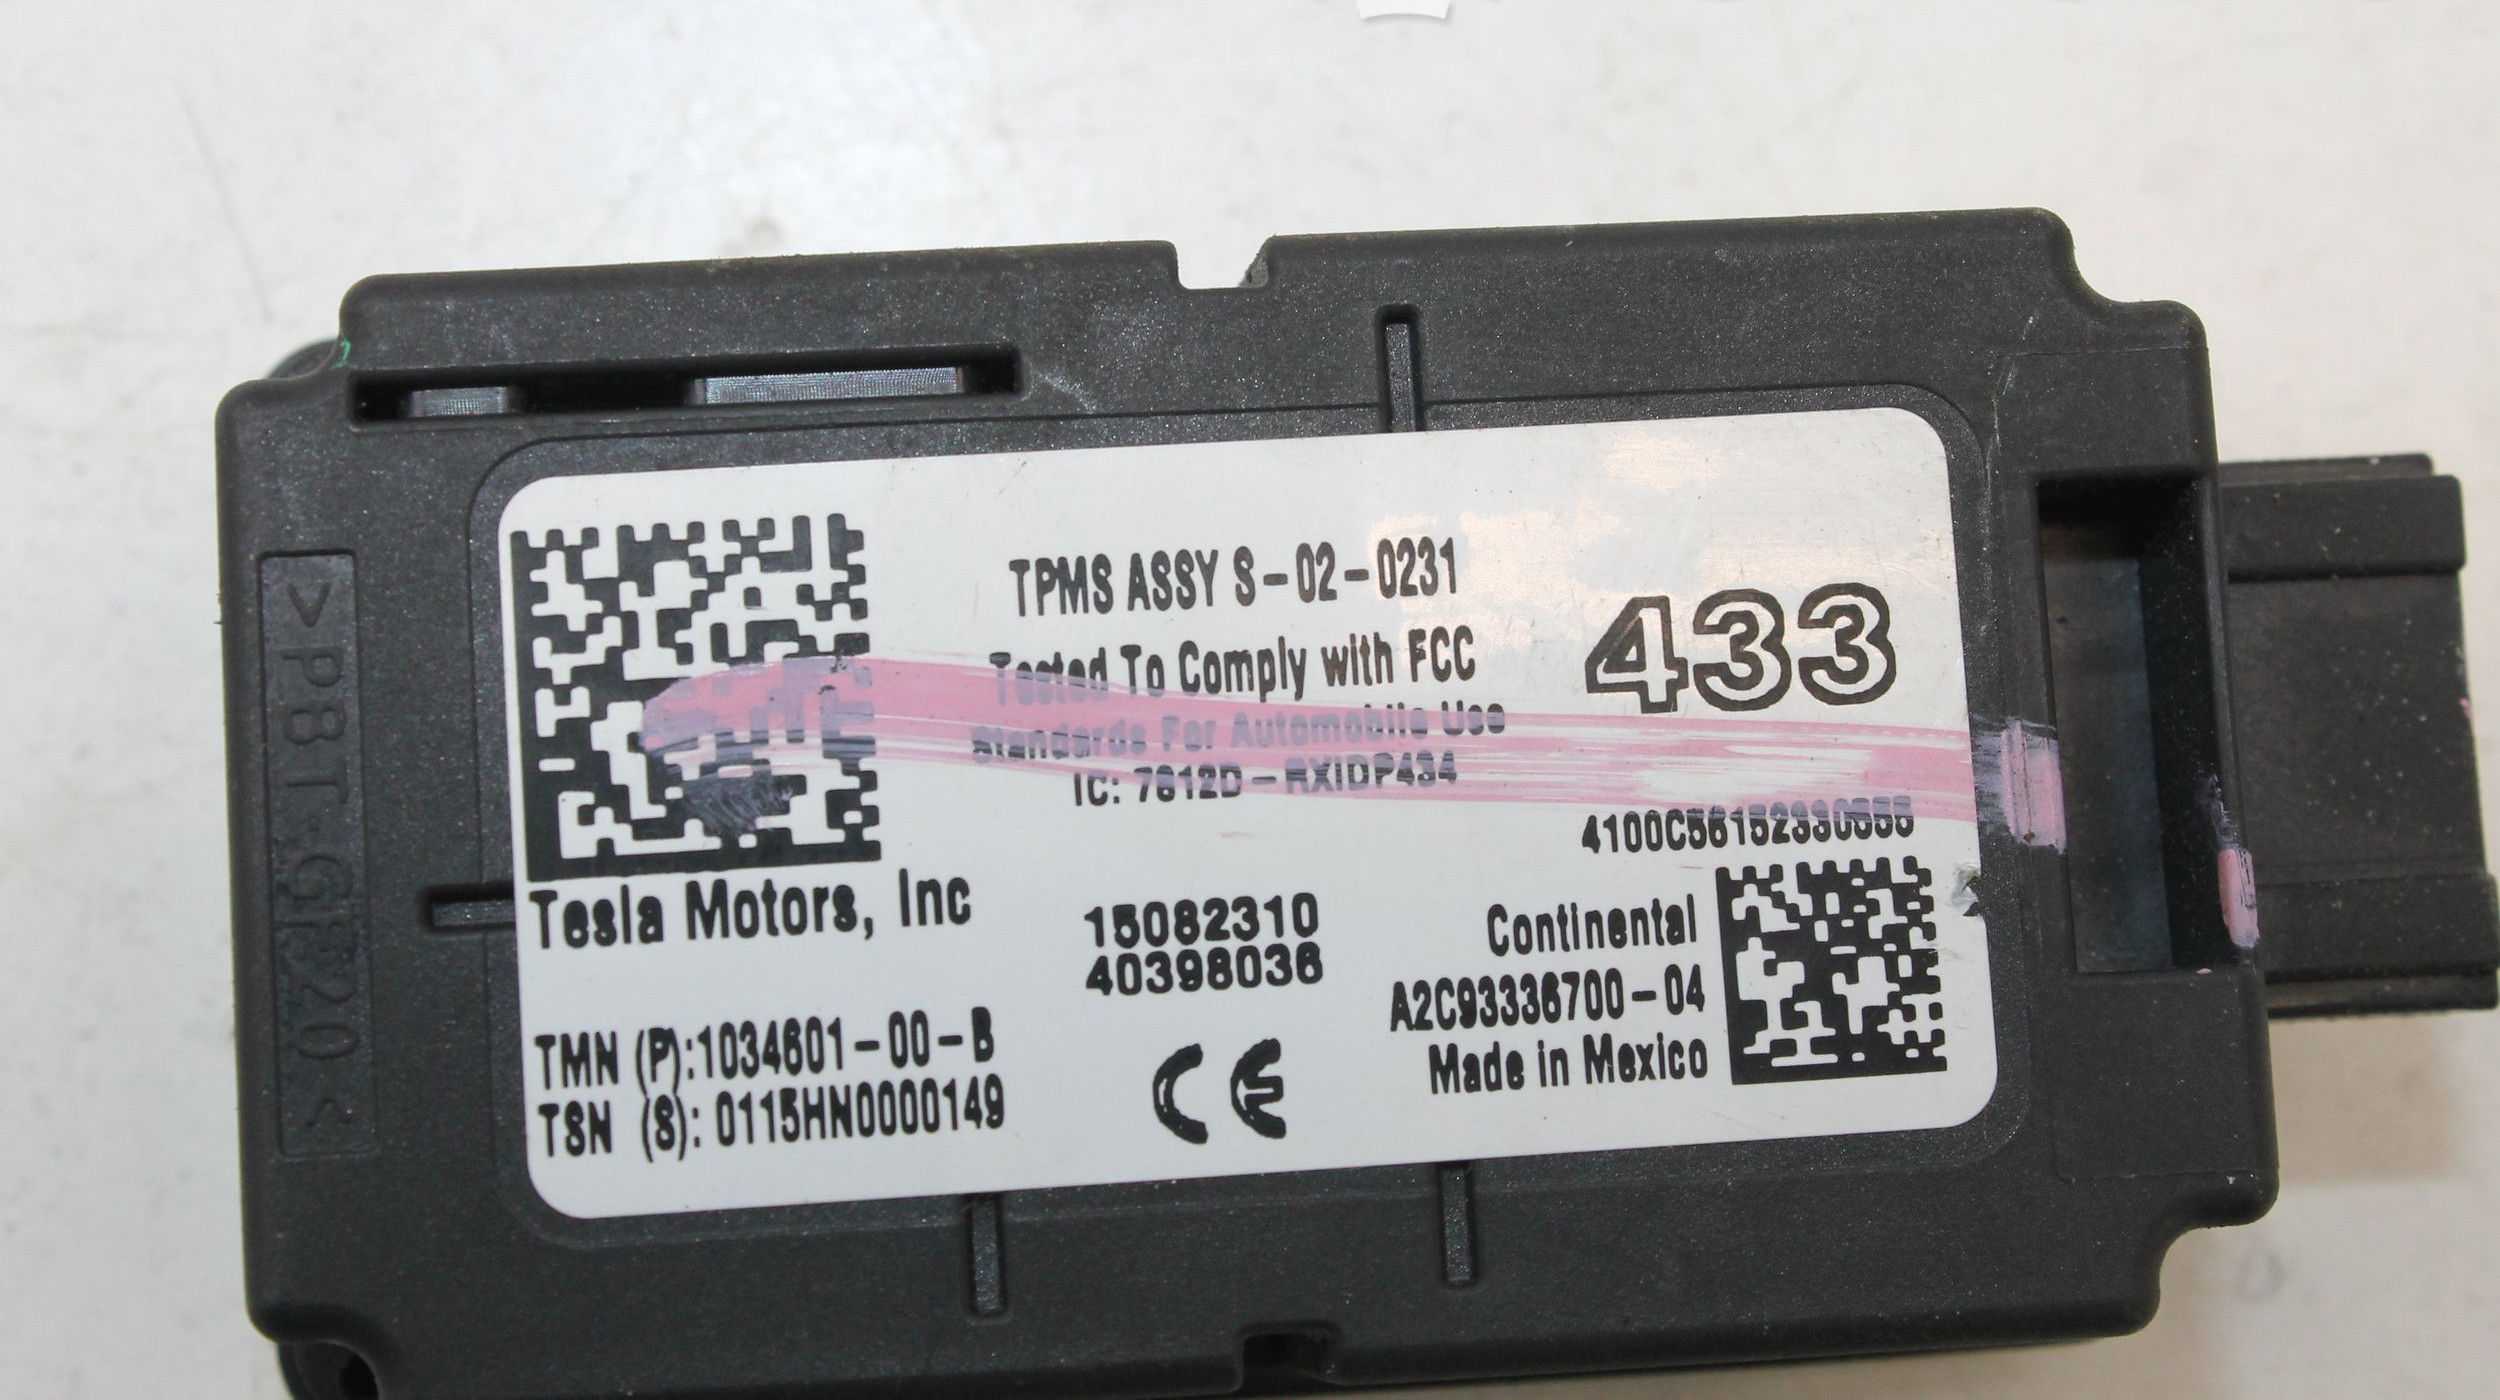 >PBT-GF20<
TPMS ASSY S-02-0231
433
Tested To Comply with FCC
Standards For Automobile Use
IC: 7812D-RXIDP434
4100C56152330555
Tesla Motors, Inc
15082310
40398036
Continental
A2C93336700-04
Made in Mexico
TMN (P):1034601-00-B
TSN (S): 0115HN0000149
CE